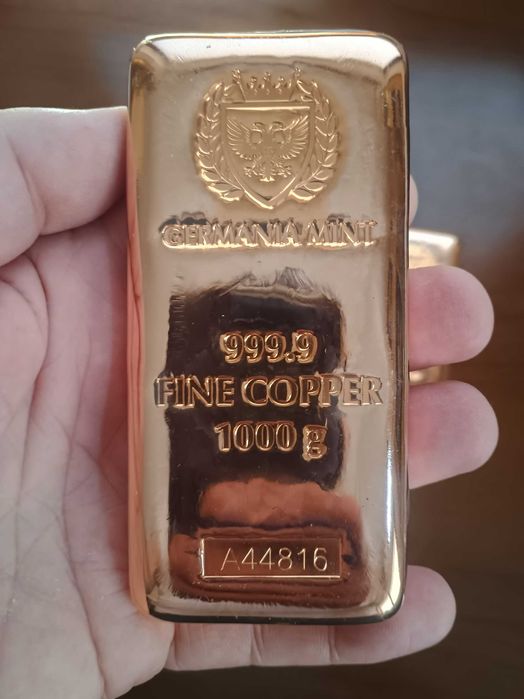 GERMANIA MINT
999.9
FINE COPPER
1000 g
A44816